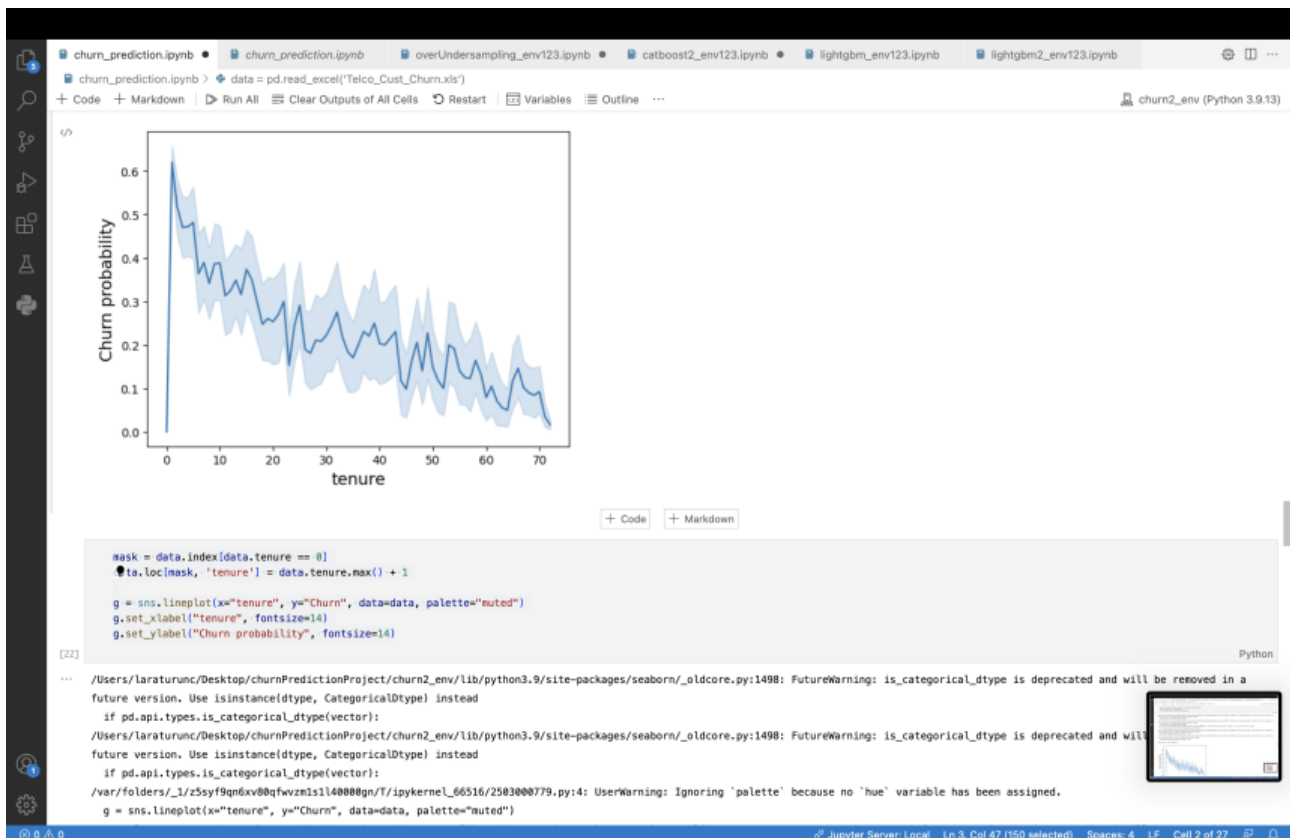 churn_prediction.ipynb ● churn_prediction.ipynb overUndersampling_env123.ipynb ● catboost2_env123.ipynb ● lightgbm_env123.ipynb lightgbm2_env123.ipynb
churn_prediction.ipynb > data = pd.read_excel('Telco_Cust_Churn.xls')
+ Code + Markdown Run All Clear Outputs of All Cells Restart Variables Outline ··· churn2_env (Python 3.9.13)
3
</>
0.6
0.5
0.4
0.3
0.2
0.1
0.0
Churn probability
0 10 20 30 40 50 60 70
tenure
+ Code + Markdown
mask = data.index[data.tenure == 0]
ta.loc[mask, 'tenure'] = data.tenure.max() + 1
g = sns.lineplot(x="tenure", y="Churn", data=data, palette="muted")
g.set_xlabel("tenure", fontsize=14)
g.set_ylabel("Churn probability", fontsize=14)
[22] Python
··· /Users/laraturunc/Desktop/churnPredictionProject/churn2_env/lib/python3.9/site-packages/seaborn/_oldcore.py:1498: FutureWarning: is_categorical_dtype is deprecated and will be removed in a
future version. Use isinstance(dtype, CategoricalDtype) instead
if pd.api.types.is_categorical_dtype(vector):
/Users/laraturunc/Desktop/churnPredictionProject/churn2_env/lib/python3.9/site-packages/seaborn/_oldcore.py:1498: FutureWarning: is_categorical_dtype is deprecated and will
future version. Use isinstance(dtype, CategoricalDtype) instead
if pd.api.types.is_categorical_dtype(vector):
/var/folders/_1/z5syf9qn6xv80qfwvzm1s1l40000gn/T/ipykernel_66516/2503000779.py:4: UserWarning: Ignoring `palette` because no `hue` variable has been assigned.
g = sns.lineplot(x="tenure", y="Churn", data=data, palette="muted")
1
0 0 Jupyter Server: Local Ln 3, Col 47 (150 selected) Spaces: 4 LF Cell 2 of 27